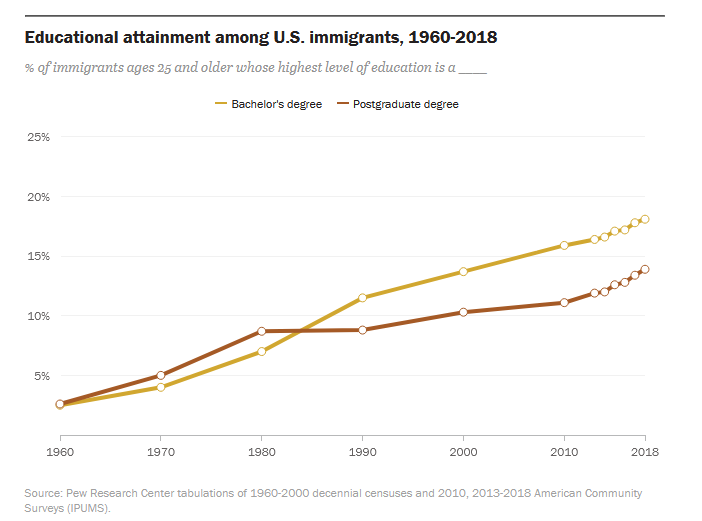 Educational attainment among U.S. immigrants, 1960-2018
% of immigrants ages 25 and older whose highest level of education is a ____
Bachelor's degree Postgraduate degree
25%
20%
15%
10%
5%
1960 1970 1980 1990 2000 2010 2018
Source: Pew Research Center tabulations of 1960-2000 decennial censuses and 2010, 2013-2018 American Community
Surveys (IPUMS).